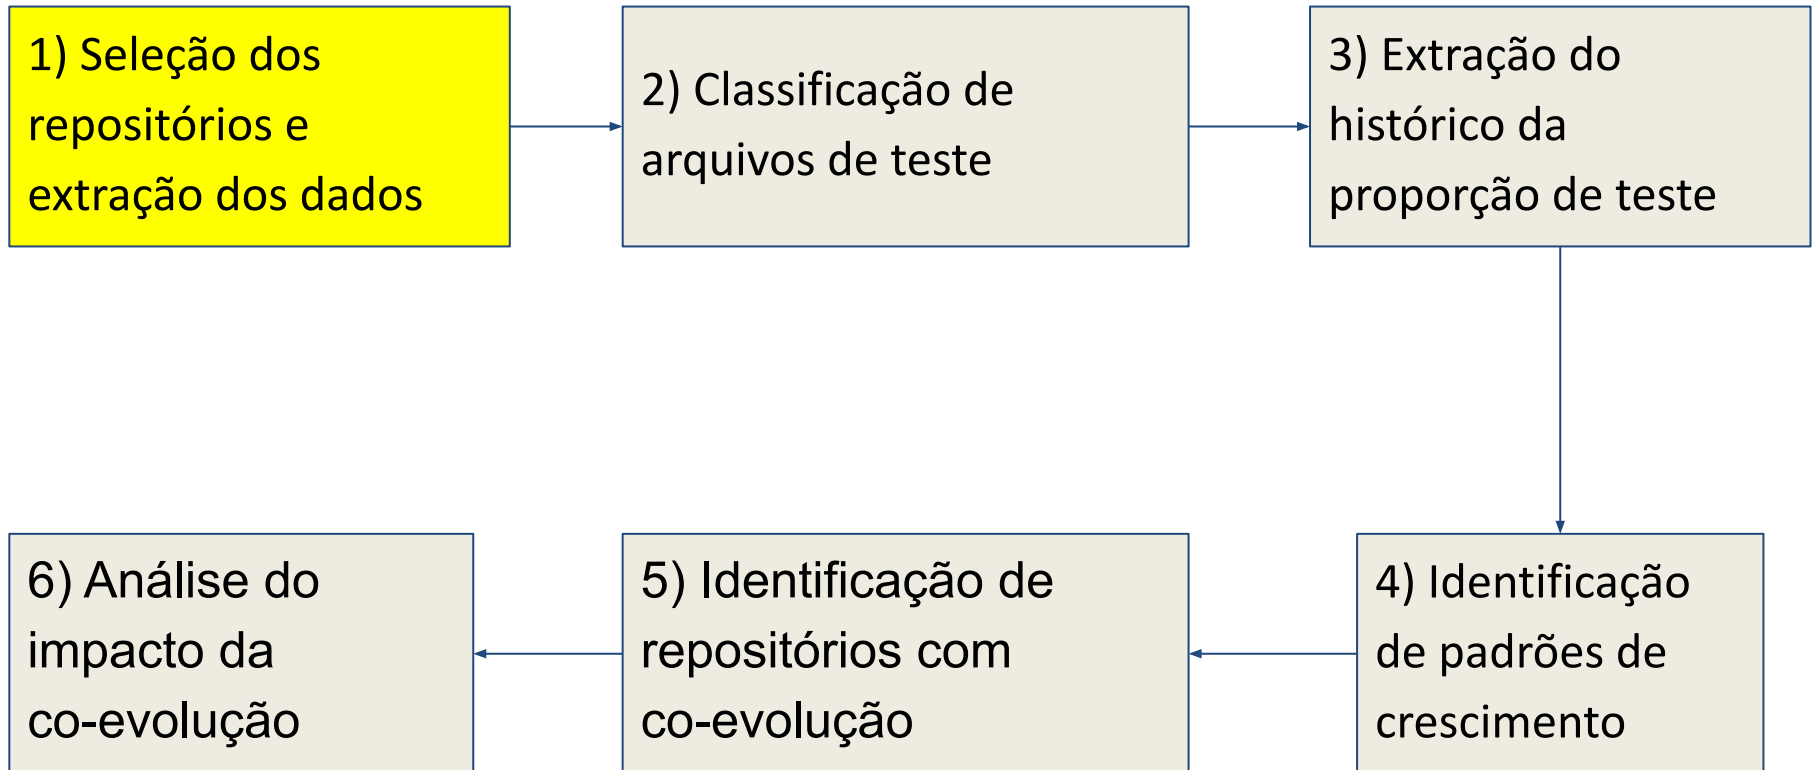 1) Seleção dos
repositórios e
extração dos dados
2) Classificação de
arquivos de teste
3) Extração do
histórico da
proporção de teste
4) Identificação
de padrões de
crescimento
5) Identificação de
repositórios com
co-evolução
6) Análise do
impacto da
co-evolução